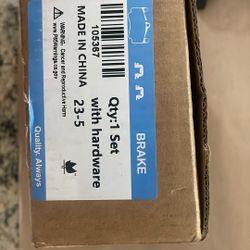 BRAKE
Qty:1 Set
with hardware
23-5
105387
MADE IN CHINA
WARNING: Cancer and Reproductive Harm
www.P65Warnings.ca.gov
Quality. Always